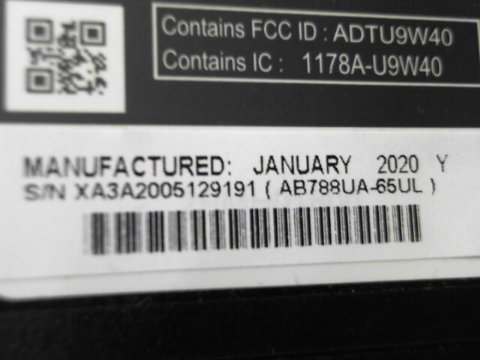 Contains FCC ID : ADTU9W40
Contains IC : 1178A-U9W40
MANUFACTURED: JANUARY 2020 Y
S/N XA3A2005129191 ( AB788UA-65UL )